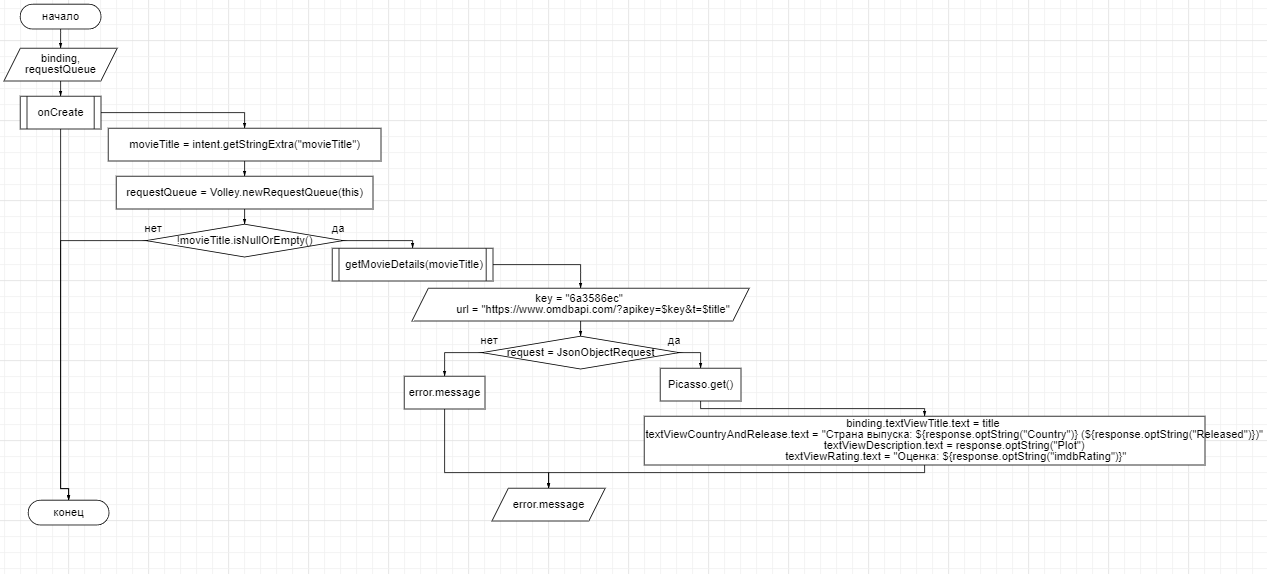 начало
binding,
requestQueue
onCreate
movieTitle = intent.getStringExtra("movieTitle")
requestQueue = Volley.newRequestQueue(this)
нет
да
!movieTitle.isNullOrEmpty()
getMovieDetails(movieTitle)
key = "6a3586ec"
url = "https://www.omdbapi.com/?apikey=$key&t=$title"
нет
да
request = JsonObjectRequest
error.message
Picasso.get()
binding.textViewTitle.text = title
textViewCountryAndRelease.text = "Страна выпуска: ${response.optString("Country")} (${response.optString("Released")})"
textViewDescription.text = response.optString("Plot")
textViewRating.text = "Оценка: ${response.optString("imdbRating")}"
error.message
конец